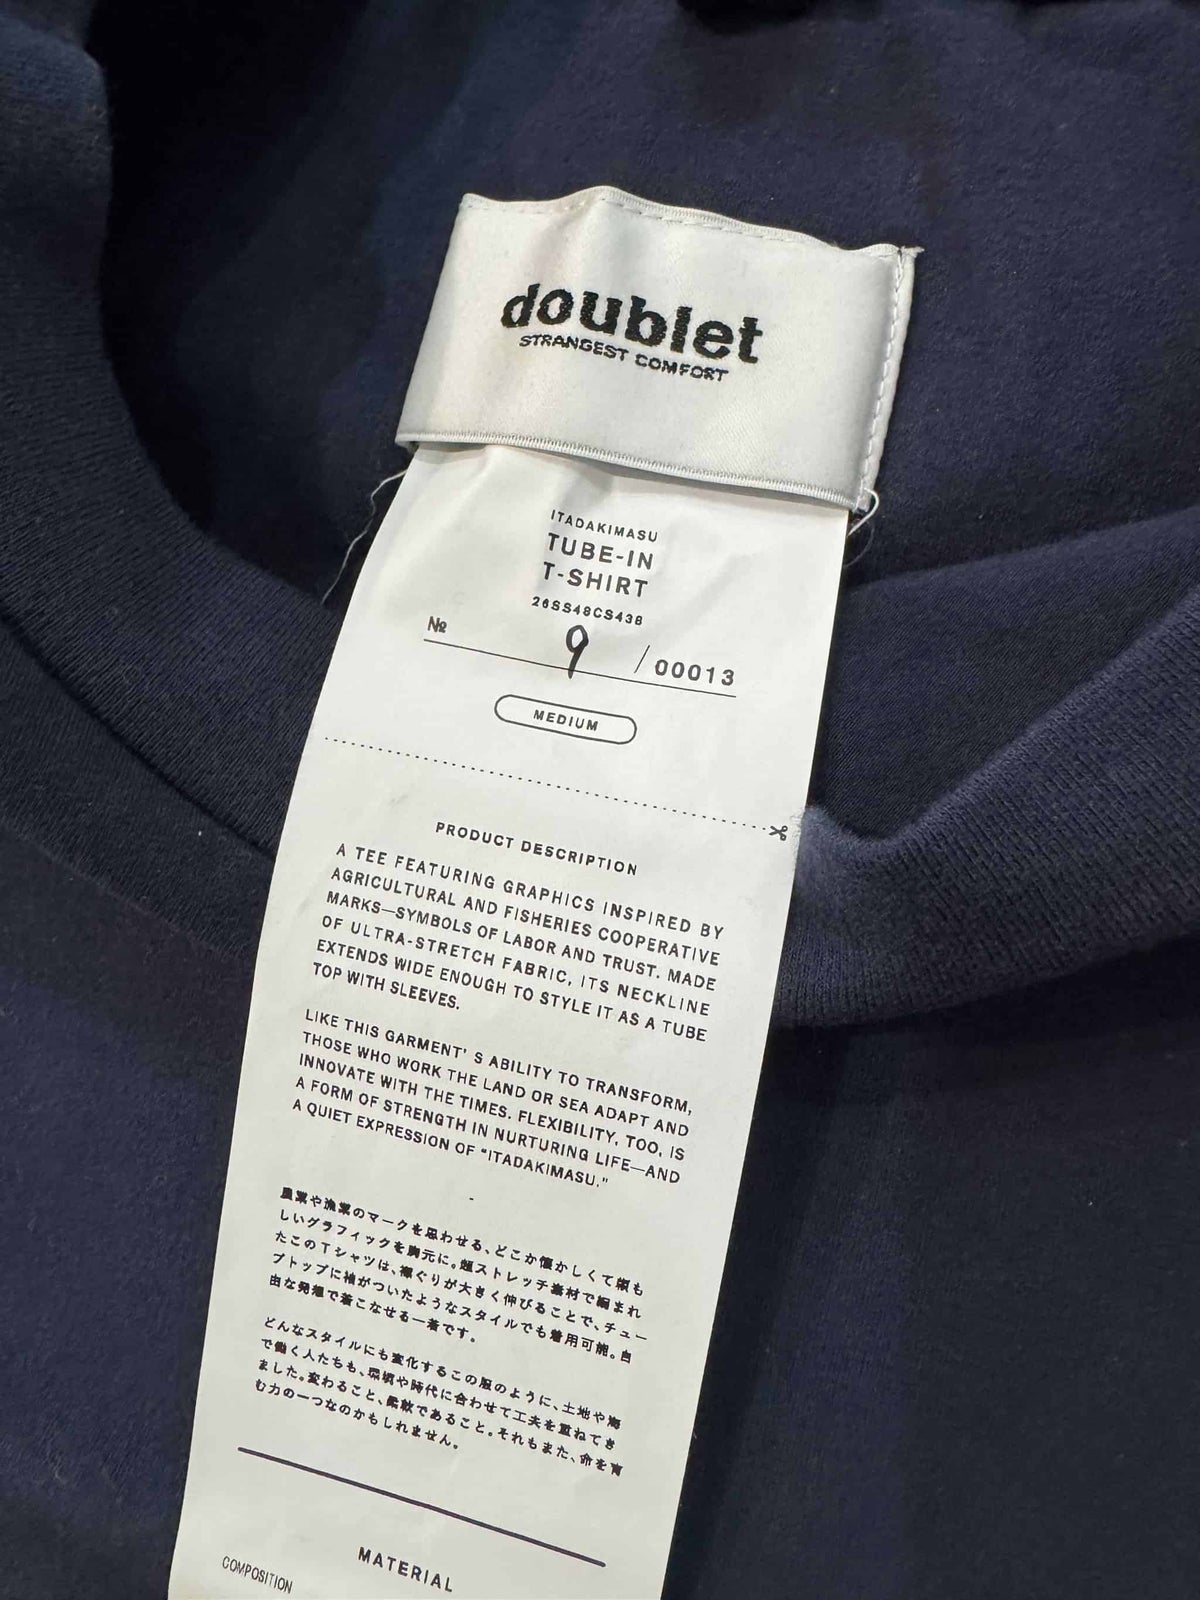 doublet
STRANGEST COMFORT
ITADAKIMASU
TUBE-IN
T-SHIRT
26SS48CS438
№ 9 /00013
MEDIUM
PRODUCT DESCRIPTION
A TEE FEATURING GRAPHICS INSPIRED BY
AGRICULTURAL AND FISHERIES COOPERATIVE
MARKS—SYMBOLS OF LABOR AND TRUST. MADE
OF ULTRA-STRETCH FABRIC, ITS NECKLINE
EXTENDS WIDE ENOUGH TO STYLE IT AS A TUBE
TOP WITH SLEEVES.
LIKE THIS GARMENT' S ABILITY TO TRANSFORM,
THOSE WHO WORK THE LAND OR SEA ADAPT AND
INNOVATE WITH THE TIMES. FLEXIBILITY, TOO, IS
A FORM OF STRENGTH IN NURTURING LIFE—AND
A QUIET EXPRESSION OF "ITADAKIMASU."
-
農業や漁業のマークを思わせる、どこか懐かしくて頼も
しいグラフィックを胸元に。超ストレッチ素材で編まれ
たこのTシャツは、襟ぐりが大きく伸びることで、チュー
ブトップに袖がついたようなスタイルでも着用可能。自
由な発想で着こなせる一着です。
どんなスタイルにも変化するこの服のように、土地や海
で働く人たちも、環境や時代に合わせて工夫を重ねてき
ました。変わること、柔軟であること。それもまた、命を育
む力の一つなのかもしれません。
MATERIAL
COMPOSITION